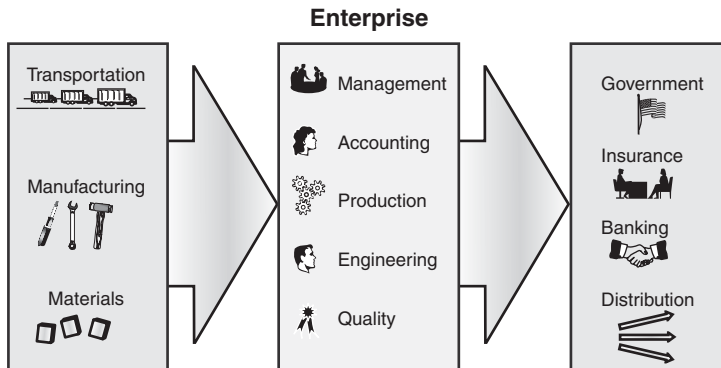 Enterprise
Transportation
Manufacturing
Materials
Management
Accounting
Production
Engineering
Quality
Government
Insurance
Banking
Distribution